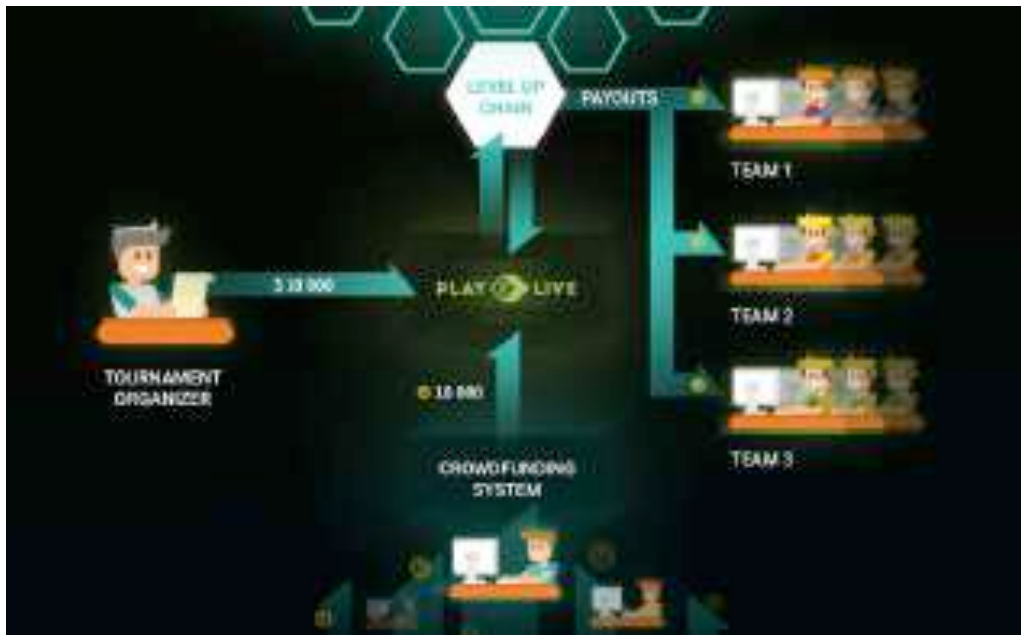 LEVEL UP
CHAIN
PAYOUTS
TEAM 1
$ 10 000
PLAY LIVE
TEAM 2
TOURNAMENT
ORGANIZER
10 000
TEAM 3
CROWDFUNDING
SYSTEM